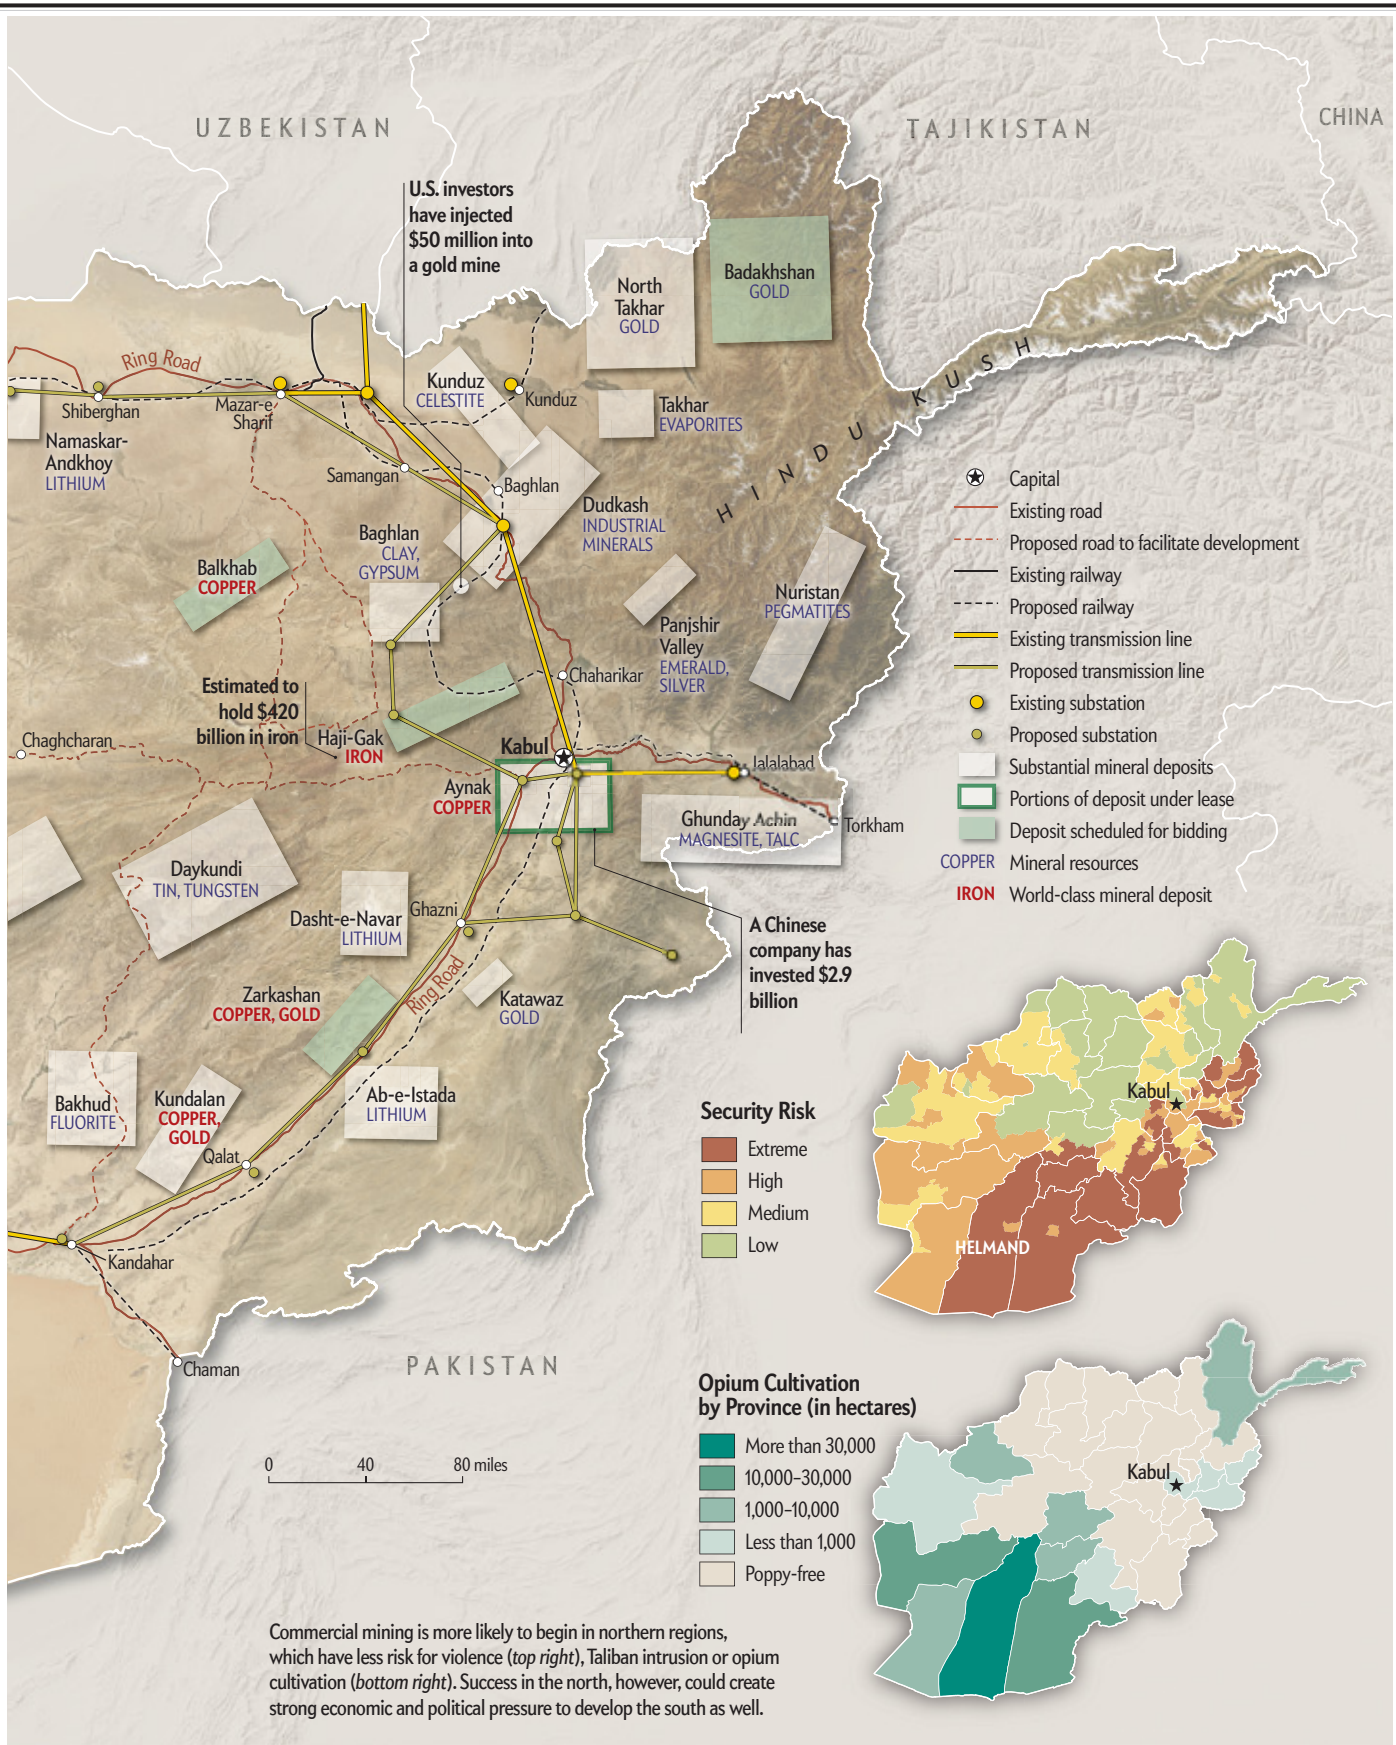 UZBEKISTAN
TAJIKISTAN
CHINA
U.S. investors
have injected
$50 million into
a gold mine
North
Takhar
GOLD
Badakhshan
GOLD
HINDU KUSH
Ring Road
Shiberghan
Mazar-e
Sharif
Kunduz
CELESTITE
Kunduz
Takhar
EVAPORITES
Namaskar-
Andkhoy
LITHIUM
Samangan
Baghlan
Dudkash
INDUSTRIAL
MINERALS
Baghlan
CLAY,
GYPSUM
Balkhab
COPPER
Nuristan
PEGMATITES
Panjshir
Valley
EMERALD,
SILVER
Chaharikar
Estimated to
hold $420
billion in iron
Haji-Gak
IRON
Chaghcharan
Kabul
Jalalabad
Aynak
COPPER
Ghunday Achin
MAGNESITE, TALC
Torkham
Daykundi
TIN, TUNGSTEN
Dasht-e-Navar
LITHIUM
Ghazni
Ring Road
Zarkashan
COPPER, GOLD
Katawaz
GOLD
A Chinese
company has
invested $2.9
billion
Bakhud
FLUORITE
Kundalan
COPPER,
GOLD
Ab-e-Istada
LITHIUM
Qalat
Kandahar
Chaman
PAKISTAN
0 40 80 miles
Capital
Existing road
Proposed road to facilitate development
Existing railway
Proposed railway
Existing transmission line
Proposed transmission line
Existing substation
Proposed substation
Substantial mineral deposits
Portions of deposit under lease
Deposit scheduled for bidding
COPPER Mineral resources
IRON World-class mineral deposit
Security Risk
Extreme
High
Medium
Low
Kabul
HELMAND
Opium Cultivation
by Province (in hectares)
More than 30,000
10,000–30,000
1,000–10,000
Less than 1,000
Poppy-free
Kabul
Commercial mining is more likely to begin in northern regions,
which have less risk for violence (top right), Taliban intrusion or opium
cultivation (bottom right). Success in the north, however, could create
strong economic and political pressure to develop the south as well.